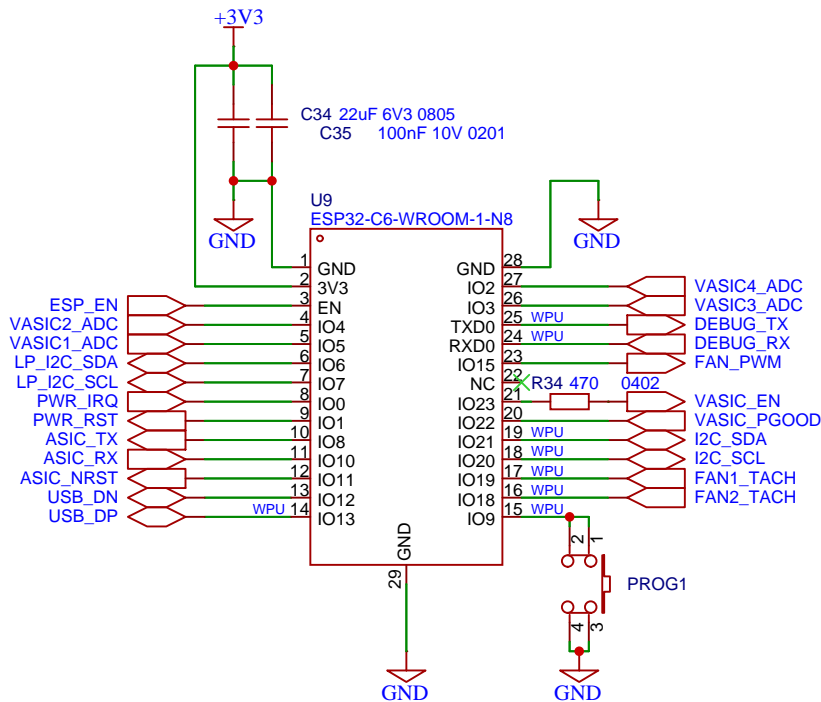 +3V3
C34 22uF 6V3 0805
C35 100nF 10V 0201
GND
GND
U9
ESP32-C6-WROOM-1-N8
1 GND
GND 28
2 3V3
IO2 27 VASIC4_ADC
ESP_EN 3 EN
IO3 26 VASIC3_ADC
VASIC2_ADC 4 IO4
TXD0 25 WPU DEBUG_TX
VASIC1_ADC 5 IO5
RXD0 24 WPU DEBUG_RX
LP_I2C_SDA 6 IO6
IO15 23 FAN_PWM
LP_I2C_SCL 7 IO7
NC 22
R34 470 0402
PWR_IRQ 8 IO0
IO23 21 VASIC_EN
PWR_RST 9 IO1
IO22 20 VASIC_PGOOD
ASIC_TX 10 IO8
IO21 19 WPU I2C_SDA
ASIC_RX 11 IO10
IO20 18 WPU I2C_SCL
ASIC_NRST 12 IO11
IO19 17 WPU FAN1_TACH
USB_DN 13 IO12
IO18 16 WPU FAN2_TACH
USB_DP WPU 14 IO13
IO9 15 WPU
GND
29
2 1
PROG1
4 3
GND
GND